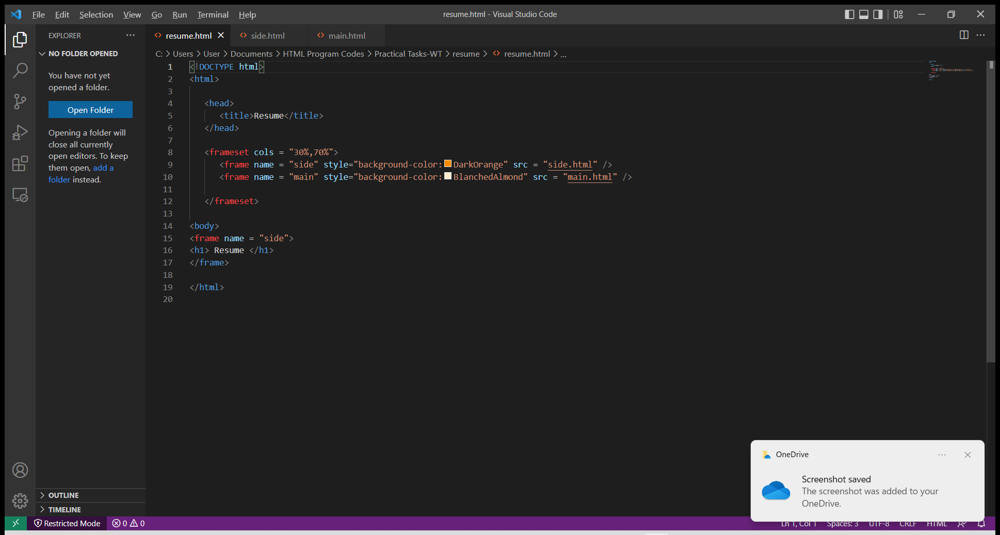 File Edit Selection View Go Run Terminal Help
resume.html - Visual Studio Code
EXPLORER
NO FOLDER OPENED
You have not yet
opened a folder.
Open Folder
Opening a folder will
close all currently
open editors. To keep
them open, add a
folder instead.
OUTLINE
TIMELINE
resume.html side.html main.html
C: > Users > User > Documents > HTML Program Codes > Practical Tasks-WT > resume > resume.html > ...
1 <!DOCTYPE html>
2 <html>
3
4 <head>
5 <title>Resume</title>
6 </head>
7
8 <frameset cols = "30%,70%">
9 <frame name = "side" style="background-color:DarkOrange" src = "side.html" />
10 <frame name = "main" style="background-color:BlanchedAlmond" src = "main.html" />
11
12 </frameset>
13
14 <body>
15 <frame name = "side">
16 <h1> Resume </h1>
17 </frame>
18
19 </html>
20
OneDrive
Screenshot saved
The screenshot was added to your
OneDrive.
Restricted Mode 0 0 Ln 1, Col 1 Spaces: 3 UTF-8 CRLF HTML